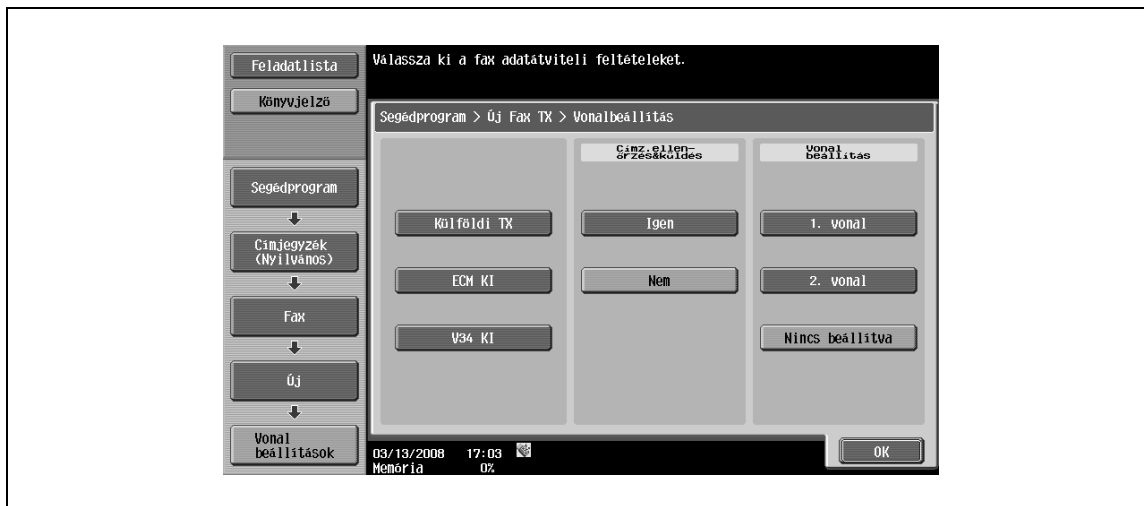 Feladatlista
Könyvjelző
Segédprogram
Címjegyzék
(Nyilvános)
Fax
Új
Vonal
beállítások
Válassza ki a fax adatátviteli feltételeket.
Segédprogram > Új Fax TX > Vonalbeállítás
Külföldi TX
ECM KI
V34 KI
Címz.ellen-
őrzés&küldés
Igen
Nem
Vonal
beállítás
1. vonal
2. vonal
Nincs beállítva
03/13/2008 17:03
Memória 0%
OK